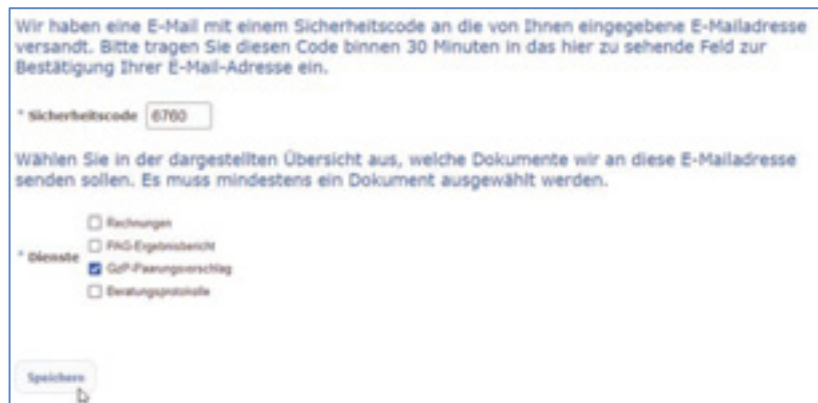 Wir haben eine E-Mail mit einem Sicherheitscode an die von Ihnen eingegebene E-Mailadresse
versandt. Bitte tragen Sie diesen Code binnen 30 Minuten in das hier zu sehende Feld zur
Bestätigung Ihrer E-Mail-Adresse ein.
* Sicherheitscode 6760
Wählen Sie in der dargestellten Übersicht aus, welche Dokumente wir an diese E-Mailadresse
senden sollen. Es muss mindestens ein Dokument ausgewählt werden.
* Dienste
Rechnungen
PAG-Ergebnisbericht
GzP-Paarungsvorschlag
Beratungsprotokolle
Speichern